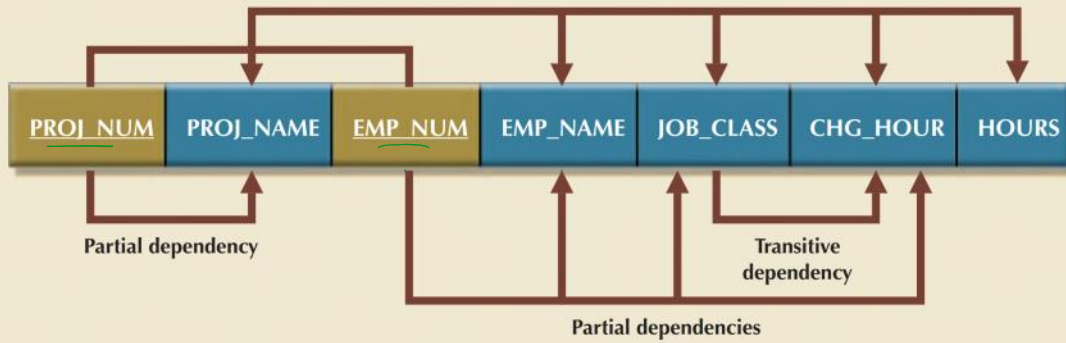 PROJ_NUM PROJ_NAME EMP_NUM EMP_NAME JOB_CLASS CHG_HOUR HOURS
Partial dependency
Transitive
dependency
Partial dependencies